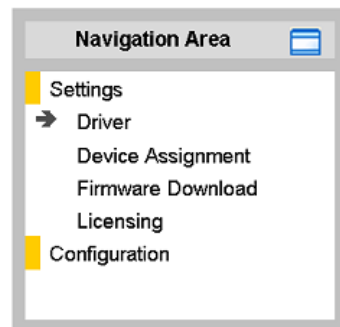 Navigation Area
Settings
Driver
Device Assignment
Firmware Download
Licensing
Configuration